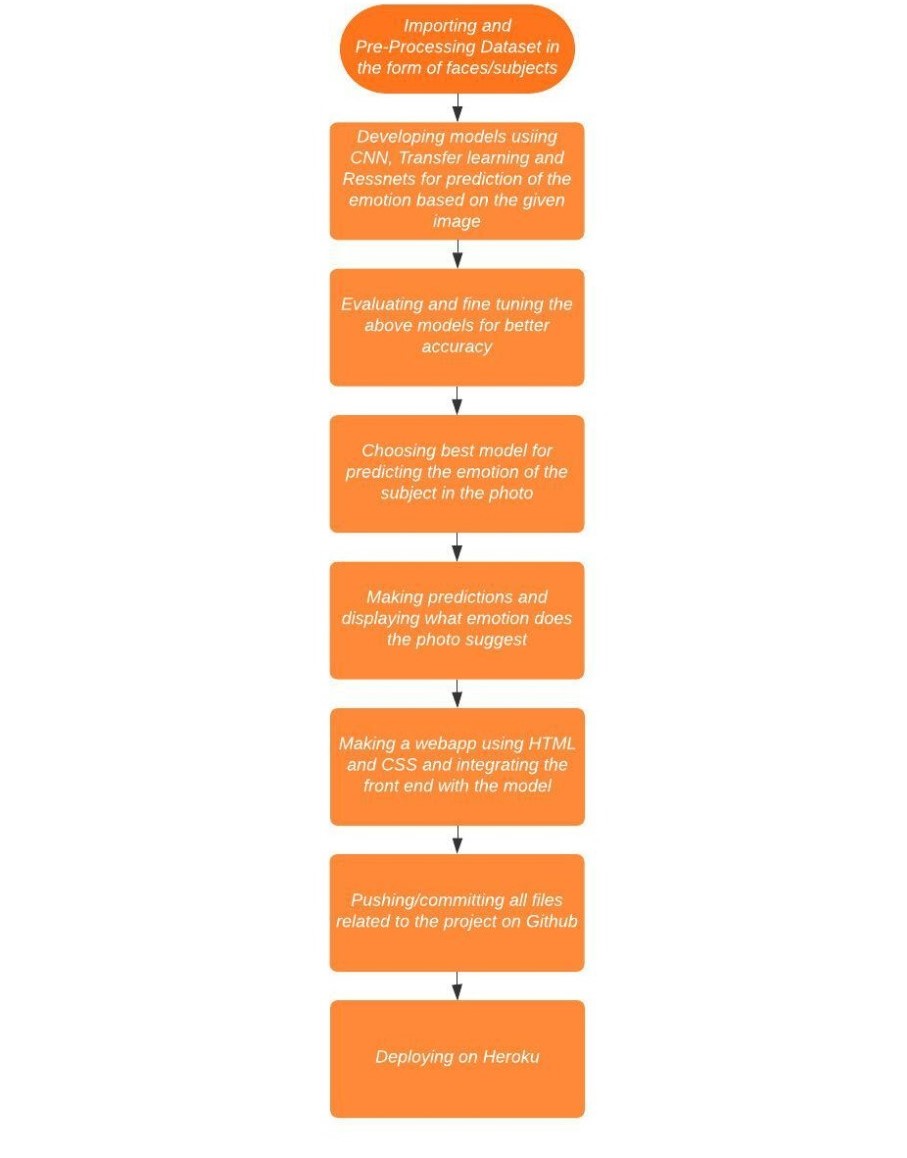 Importing and
Pre-Processing Dataset in
the form of faces/subjects
Developing models usiing
CNN, Transfer learning and
Ressnets for prediction of the
emotion based on the given
image
Evaluating and fine tuning the
above models for better
accuracy
Choosing best model for
predicting the emotion of the
subject in the photo
Making predictions and
displaying what emotion does
the photo suggest
Making a webapp using HTML
and CSS and integrating the
front end with the model
Pushing/committing all files
related to the project on Github
Deploying on Heroku